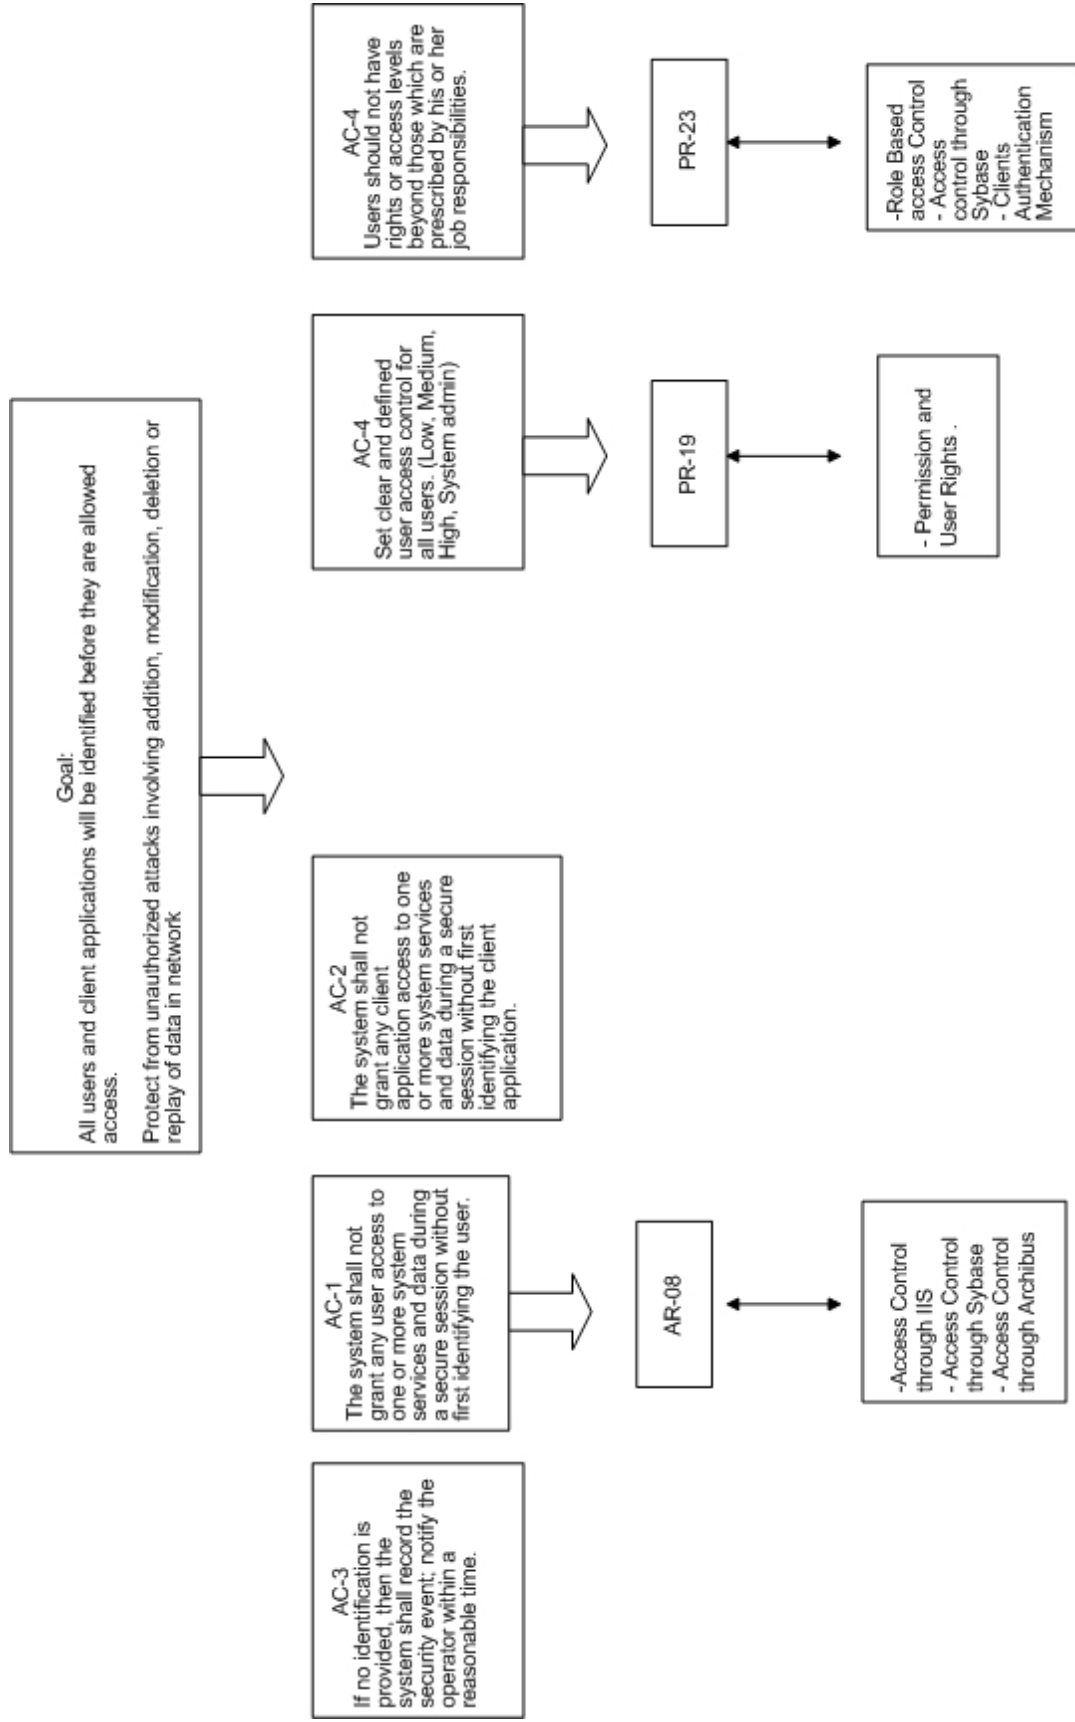 Goal:
All users and client applications will be identified before they are allowed
access.
Protect from unauthorized attacks involving addition, modification, deletion or
replay of data in network
AC-3
If no identification is
provided, then the
system shall record the
security event; notify the
operator within a
reasonable time.
AC-1
The system shall not
grant any user access to
one or more system
services and data during
a secure session without
first identifying the user.
AC-2
The system shall not
grant any client
application access to one
or more system services
and data during a secure
session without first
identifying the client
application.
AC-4
Set clear and defined
user access control for
all users. (Low, Medium,
High, System admin)
AC-4
Users should not have
rights or access levels
beyond those which are
prescribed by his or her
job responsibilities.
AR-08
PR-19
PR-23
-Access Control
through IIS
- Access Control
through Sybase
- Access Control
through Archibus
- Permission and
User Rights .
-Role Based
access Control
- Access
control through
Sybase
- Clients
Authentication
Mechanism